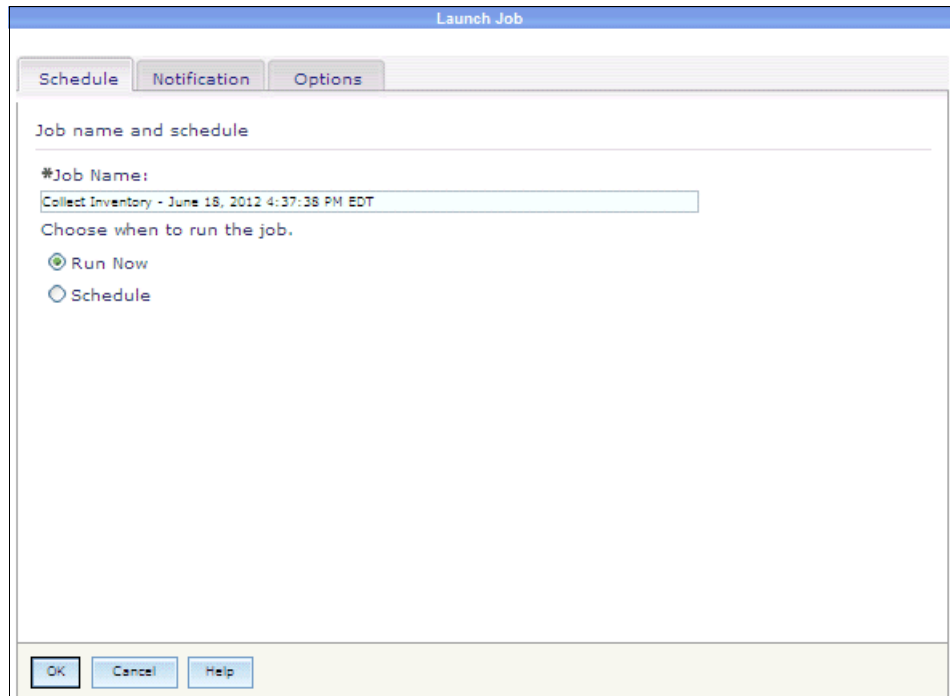 Launch Job
Schedule Notification Options
Job name and schedule
*Job Name:
Collect Inventory - June 18, 2012 4:37:38 PM EDT
Choose when to run the job.
Run Now
Schedule
OK Cancel Help